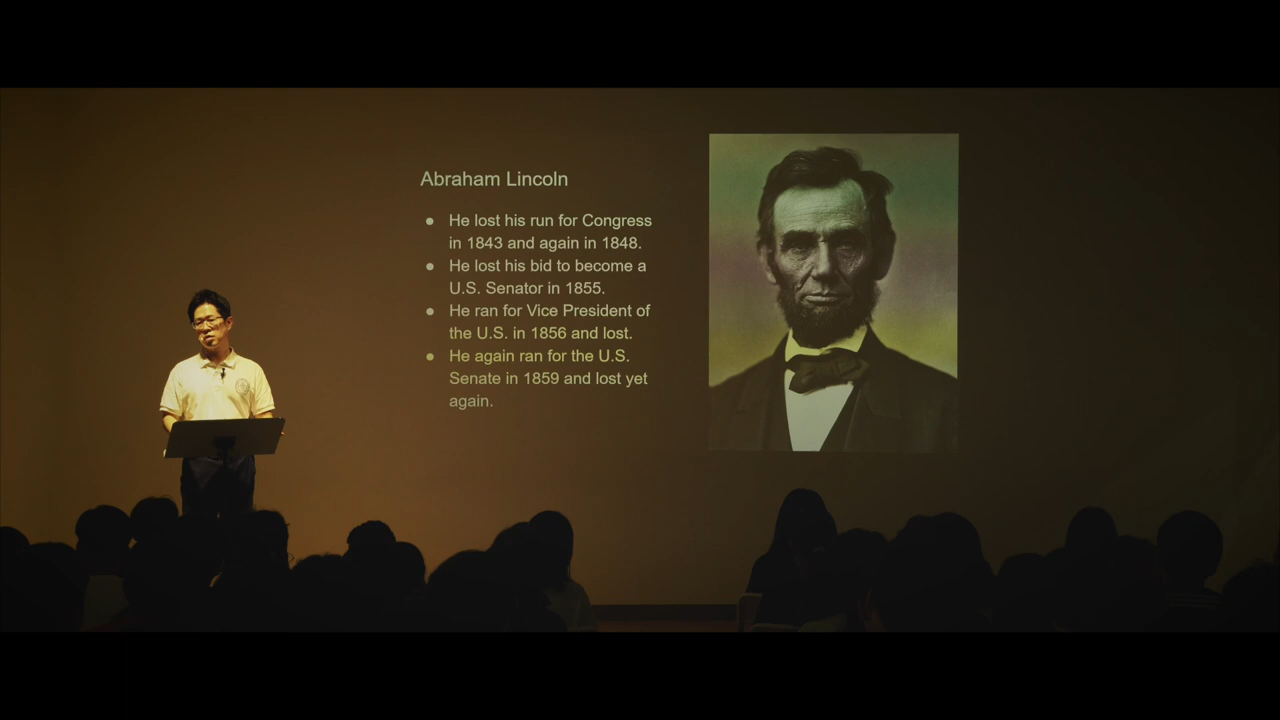 Abraham Lincoln
● He lost his run for Congress
in 1843 and again in 1848.
● He lost his bid to become a
U.S. Senator in 1855.
● He ran for Vice President of
the U.S. in 1856 and lost.
● He again ran for the U.S.
Senate in 1859 and lost yet
again.